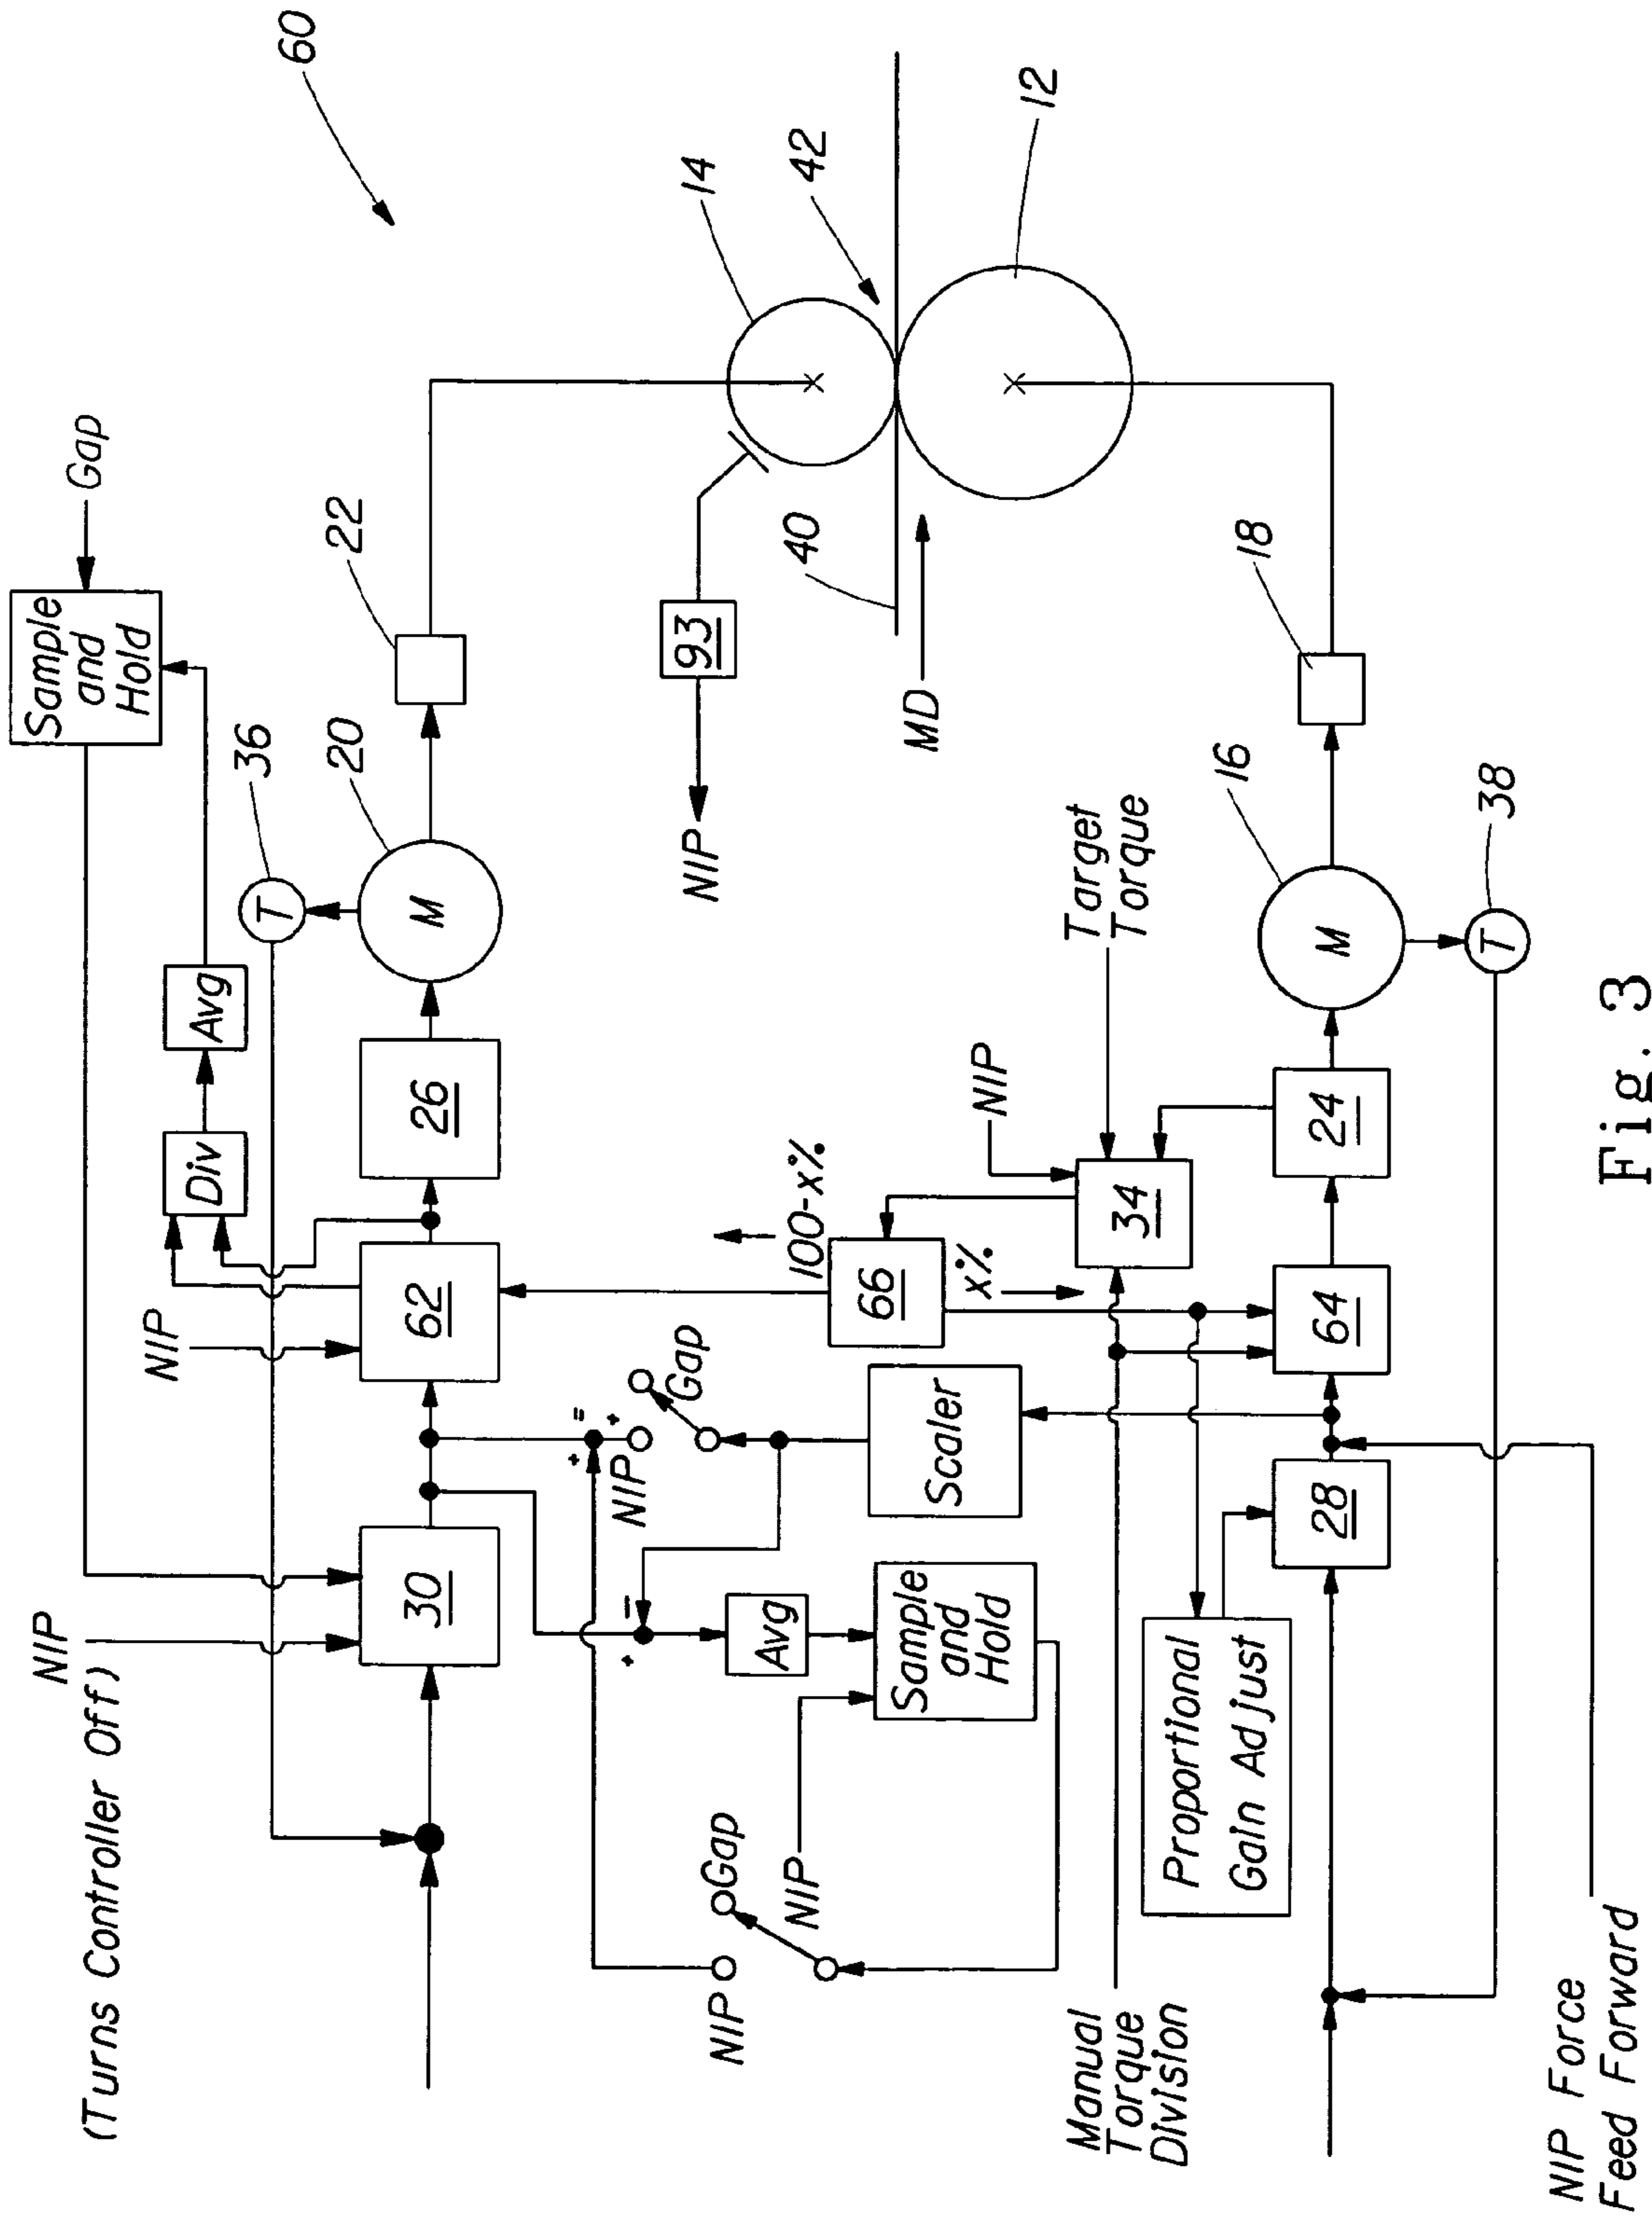 NIP
(Turns Controller Off)
Sample
and
Hold
Gap
60
NIP
Div
Avg
36
T
20
22
30
62
26
M
14
42
12
NIP
Gap
+
=
+
NIP
Gap
93
NIP
40
MD
+
–
Avg
NIP
Sample
and
Hold
Scaler
66
100-x%
x%
NIP
Target
Torque
34
Manual
Torque
Division
Proportional
Gain Adjust
28
64
24
M
16
18
T
38
NIP Force
Feed Forward
Fig. 3